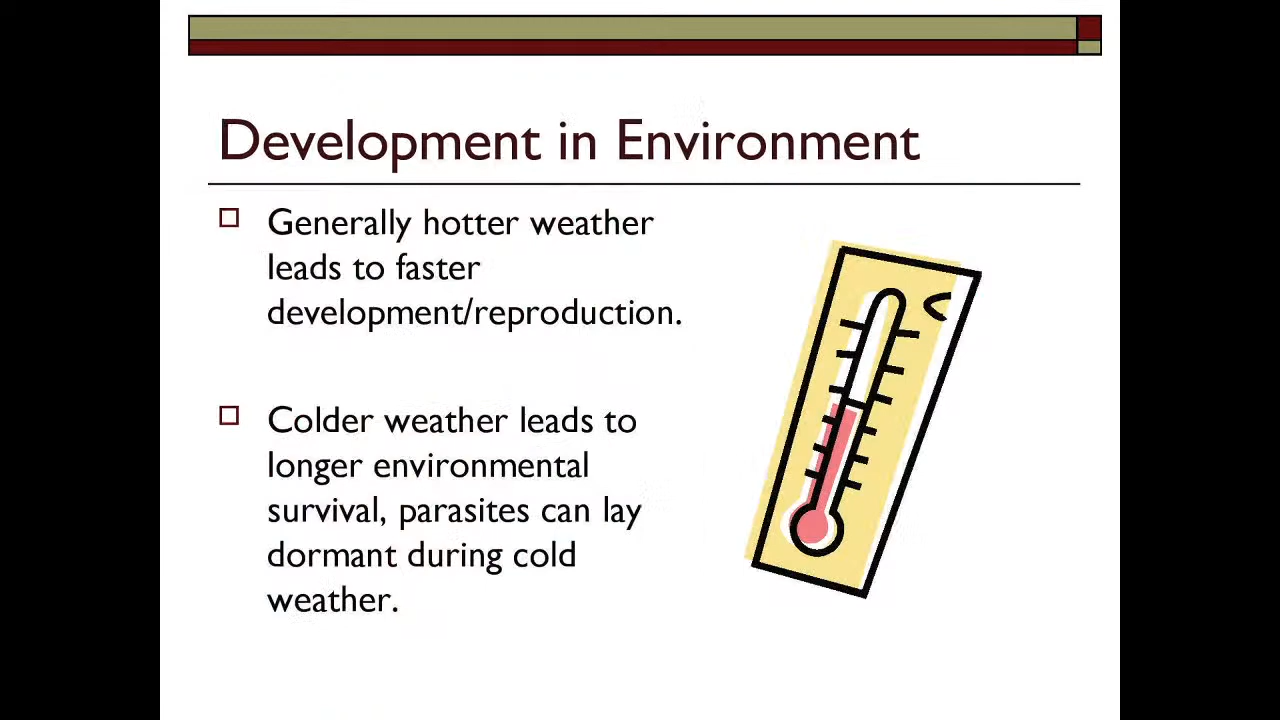 Development in Environment
Generally hotter weather
leads to faster
development/reproduction.
Colder weather leads to
longer environmental
survival, parasites can lay
dormant during cold
weather.